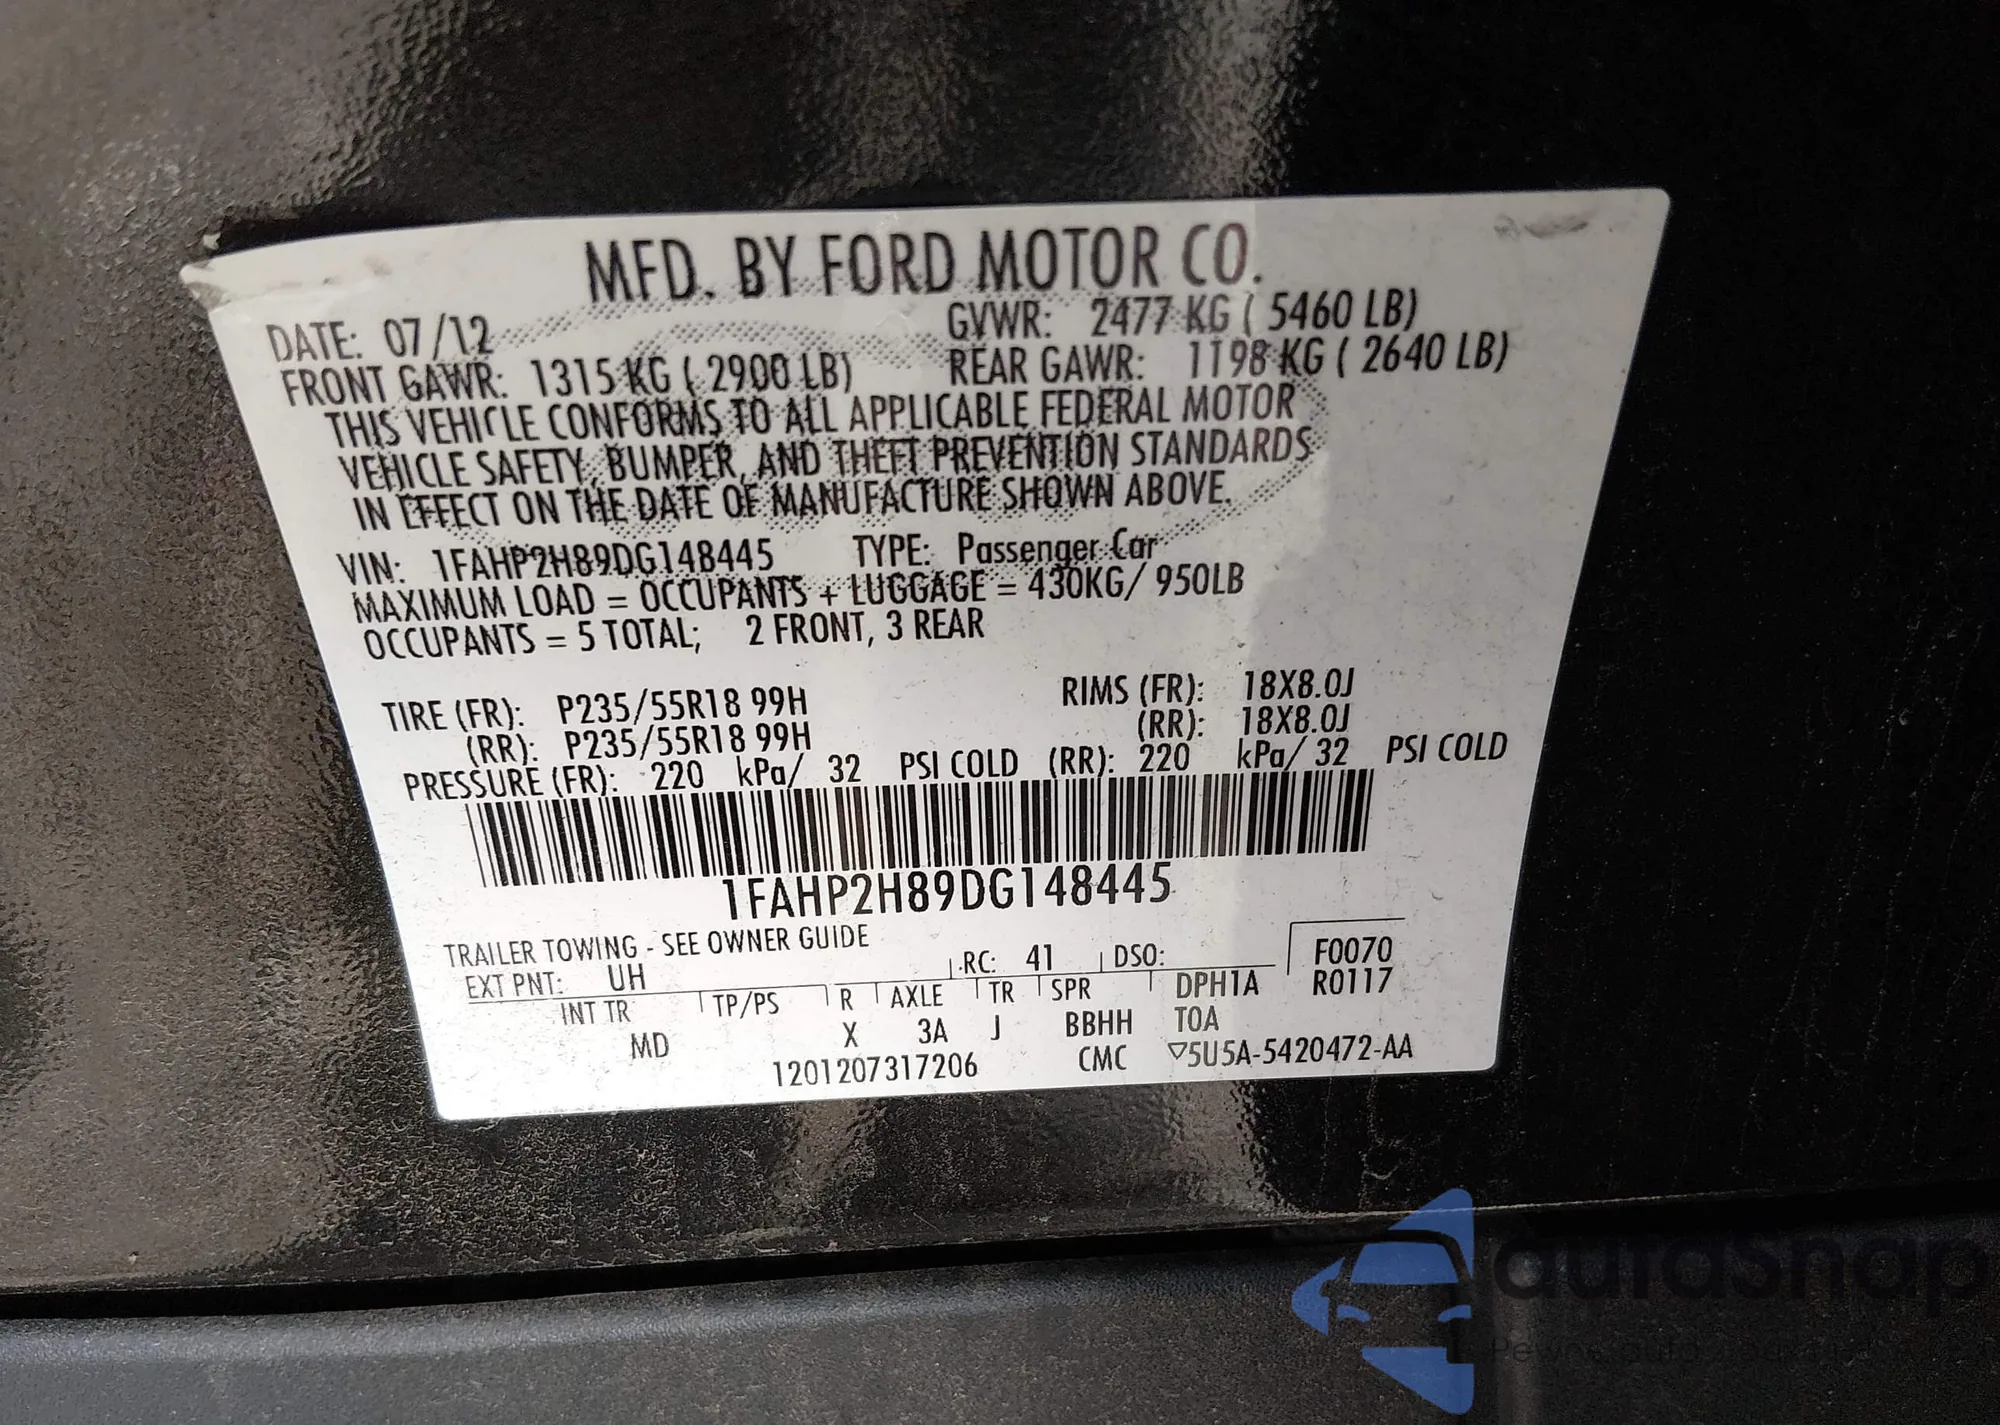 MFD. BY FORD MOTOR CO.
DATE: 07/12 GVWR: 2477 KG ( 5460 LB)
FRONT GAWR: 1315 KG ( 2900 LB) REAR GAWR: 1198 KG ( 2640 LB)
THIS VEHICLE CONFORMS TO ALL APPLICABLE FEDERAL MOTOR
VEHICLE SAFETY, BUMPER, AND THEFT PREVENTION STANDARDS
IN EFFECT ON THE DATE OF MANUFACTURE SHOWN ABOVE.
VIN: 1FAHP2H89DG148445 TYPE: Passenger Car
MAXIMUM LOAD = OCCUPANTS + LUGGAGE = 430KG/ 950LB
OCCUPANTS = 5 TOTAL; 2 FRONT, 3 REAR
TIRE (FR): P235/55R18 99H RIMS (FR): 18X8.0J
(RR): P235/55R18 99H (RR): 18X8.0J
PRESSURE (FR): 220 kPa/ 32 PSI COLD (RR): 220 kPa/ 32 PSI COLD
1FAHP2H89DG148445
TRAILER TOWING - SEE OWNER GUIDE
EXT PNT: UH RC: 41 DSO: F0070
INT TR TP/PS R AXLE TR SPR DPH1A R0117
MD X 3A J BBHH TOA
1201207317206 CMC ▽5U5A-5420472-AA
autasnap
Pewne auto